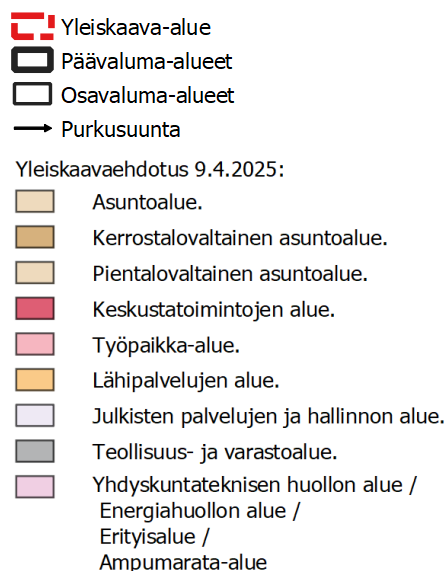 Yleiskaava-alue
Päävaluma-alueet
Osavaluma-alueet
Purkusuunta
Yleiskaavaehdotus 9.4.2025:
Asuntoalue.
Kerrostalovaltainen asuntoalue.
Pientalovaltainen asuntoalue.
Keskustatoimintojen alue.
Työpaikka-alue.
Lähipalvelujen alue.
Julkisten palvelujen ja hallinnon alue.
Teollisuus- ja varastoalue.
Yhdyskuntateknisen huollon alue /
Energiahuollon alue /
Erityisalue /
Ampumarata-alue